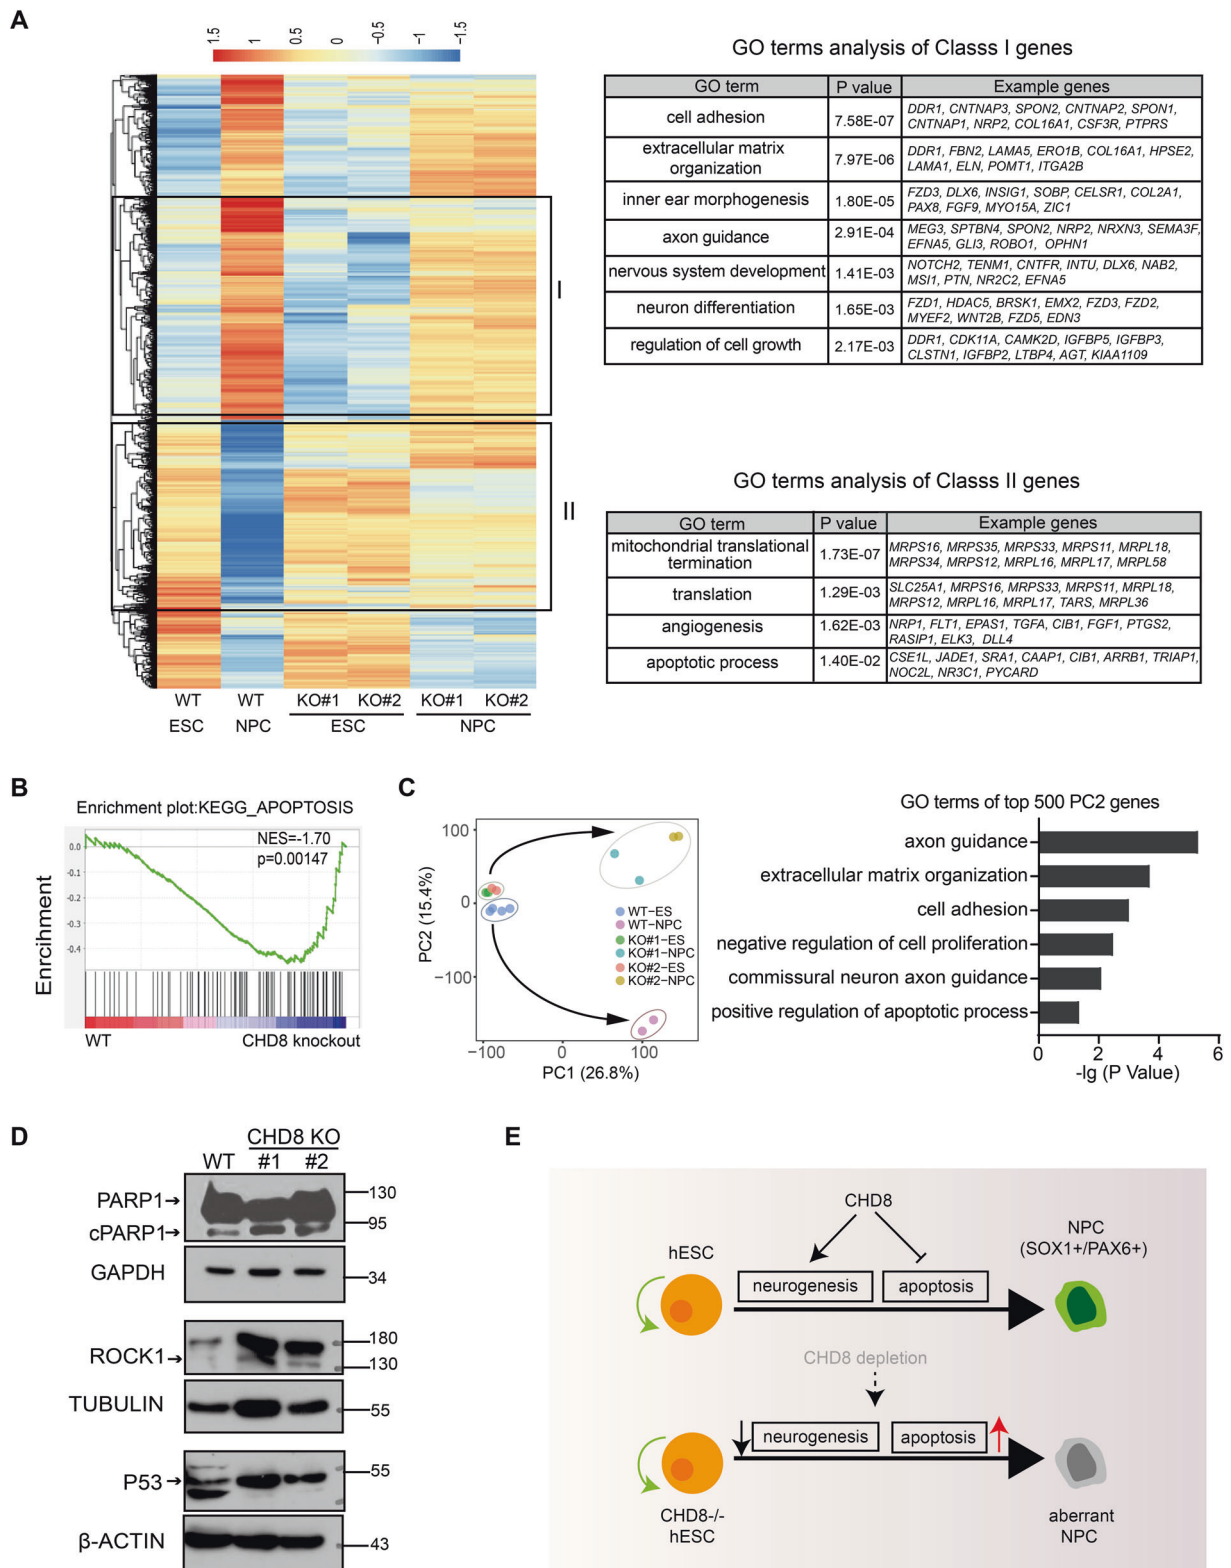 A
1.5
0.5
0
-0.5
-1
-1.5
I
II
WT
WT
KO#1
KO#2
KO#1
KO#2
ESC
NPC
ESC
NPC
GO terms analysis of Classs I genes
GO term P value Example genes
cell adhesion 7.58E-07 DDR1, CNTNAP3, SPON2, CNTNAP2, SPON1,
CNTNAP1, NRP2, COL16A1, CSF3R, PTPRS
extracellular matrix
organization 7.97E-06 DDR1, FBN2, LAMA5, ERO1B, COL16A1, HPSE2,
LAMA1, ELN, POMT1, ITGA2B
inner ear morphogenesis 1.80E-05 FZD3, DLX6, INSIG1, SOBP, CELSR1, COL2A1,
PAX8, FGF9, MYO15A, ZIC1
axon guidance 2.91E-04 MEG3, SPTBN4, SPON2, NRP2, NRXN3, SEMA3F,
EFNA5, GLI3, ROBO1, OPHN1
nervous system development 1.41E-03 NOTCH2, TENM1, CNTFR, INTU, DLX6, NAB2,
MSI1, PTN, NR2C2, EFNA5
neuron differentiation 1.65E-03 FZD1, HDAC5, BRSK1, EMX2, FZD3, FZD2,
MYEF2, WNT2B, FZD5, EDN3
regulation of cell growth 2.17E-03 DDR1, CDK11A, CAMK2D, IGFBP5, IGFBP3,
CLSTN1, IGFBP2, LTBP4, AGT, KIAA1109
GO terms analysis of Classs II genes
GO term P value Example genes
mitochondrial translational
termination 1.73E-07 MRPS16, MRPS35, MRPS33, MRPS11, MRPL18,
MRPS34, MRPS12, MRPL16, MRPL17, MRPL58
translation 1.29E-03 SLC25A1, MRPS16, MRPS33, MRPS11, MRPL18,
MRPS12, MRPL16, MRPL17, TARS, MRPL36
angiogenesis 1.62E-03 NRP1, FLT1, EPAS1, TGFA, CIB1, FGF1, PTGS2,
RASIP1, ELK3, DLL4
apoptotic process 1.40E-02 CSE1L, JADE1, SRA1, CAAP1, CIB1, ARRB1, TRIAP1,
NOC2L, NR3C1, PYCARD
B
Enrichment plot:KEGG_APOPTOSIS
NES=-1.70
p=0.00147
0.0
-0.1
-0.2
-0.3
-0.4
Enrcihment
WT
CHD8 knockout
C
100
0
−100
PC2 (15.4%)
−100
0
100
PC1 (26.8%)
WT−ES
WT−NPC
KO#1−ES
KO#1−NPC
KO#2−ES
KO#2−NPC
GO terms of top 500 PC2 genes
axon guidance
extracellular matrix organization
cell adhesion
negative regulation of cell proliferation
commissural neuron axon guidance
positive regulation of apoptotic process
0 2 4 6
-lg (P Value)
D
CHD8 KO
WT #1 #2
PARP1
cPARP1
130
95
GAPDH
34
ROCK1
180
130
TUBULIN
55
P53
55
β-ACTIN
43
E
CHD8
hESC
NPC
(SOX1+/PAX6+)
neurogenesis
apoptosis
CHD8 depletion
neurogenesis
apoptosis
CHD8-/-
hESC
aberrant
NPC